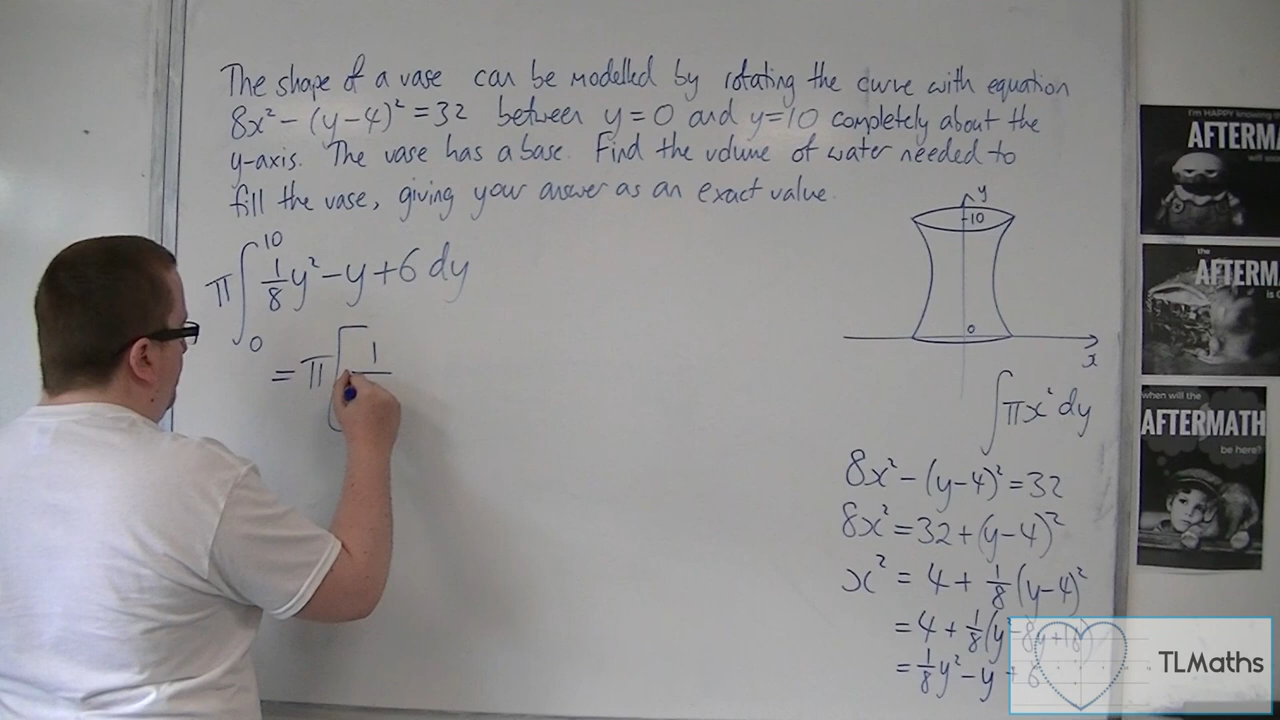 The shape of a vase can be modelled by rotating the curve with equation
8x² - (y-4)² = 32 between y=0 and y=10 completely about the
y-axis. The vase has a base. Find the volume of water needed to
fill the vase, giving your answer as an exact value.
π∫₀¹⁰ 1/8 y² - y + 6 dy
= π[ 1
y
10
0
x
∫πx² dy
8x² - (y-4)² = 32
8x² = 32 + (y-4)²
x² = 4 + 1/8 (y-4)²
= 4 + 1/8 (y² - 8y + 16)
= 1/8 y² - y + 6
TLMaths
I'm HAPPY knowing
AFTERM
will
the
AFTERM
is
when will the
AFTERMATH
be here?